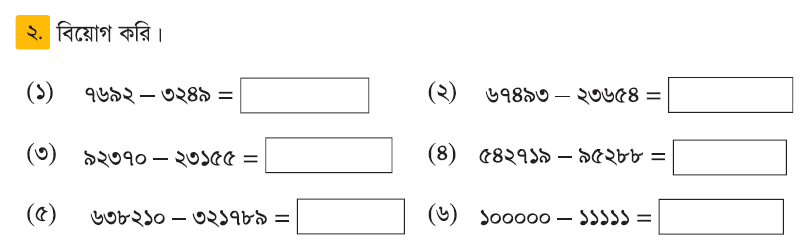 ২. বিয়োগ করি।
(১) ৭৬৯২ – ৩২৪৯ = (২) ৬৭৪৯৩ – ২৩৬৫৪ =
(৩) ৯২৩৭০ – ২৩১৫৫ = (৪) ৫৪২৭১৯ – ৯৫২৮৮ =
(৫) ৬৩৮২১০ – ৩২১৭৮৯ = (৬) ১০০০০০ – ১১১১১ =